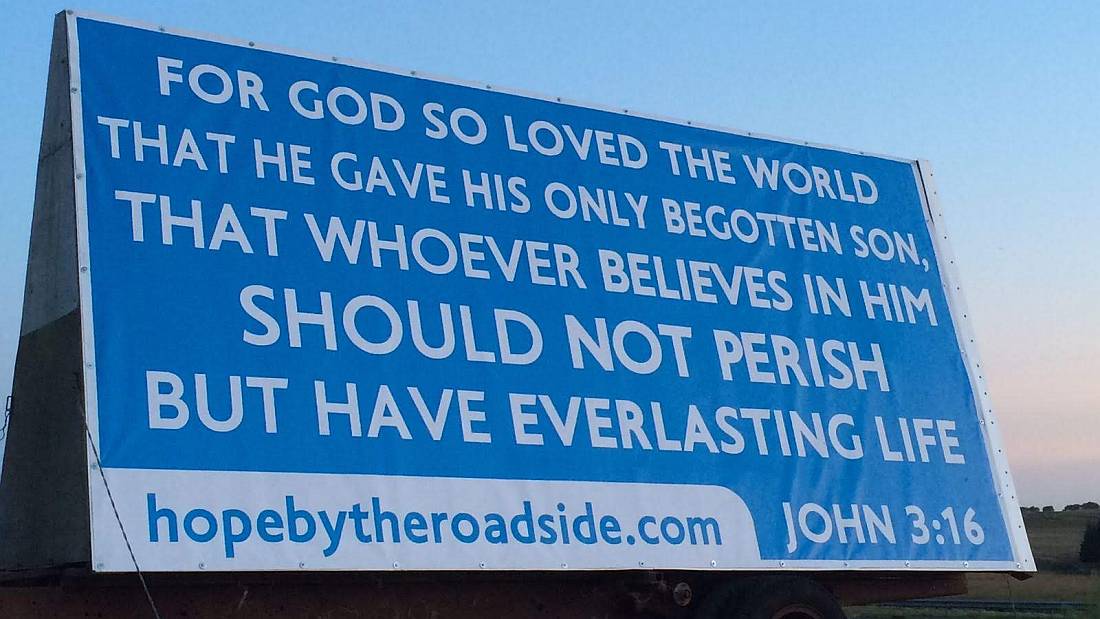 FOR GOD SO LOVED THE WORLD
THAT HE GAVE HIS ONLY BEGOTTEN SON,
THAT WHOEVER BELIEVES IN HIM
SHOULD NOT PERISH
BUT HAVE EVERLASTING LIFE
hopebytheroadside.com
JOHN 3:16